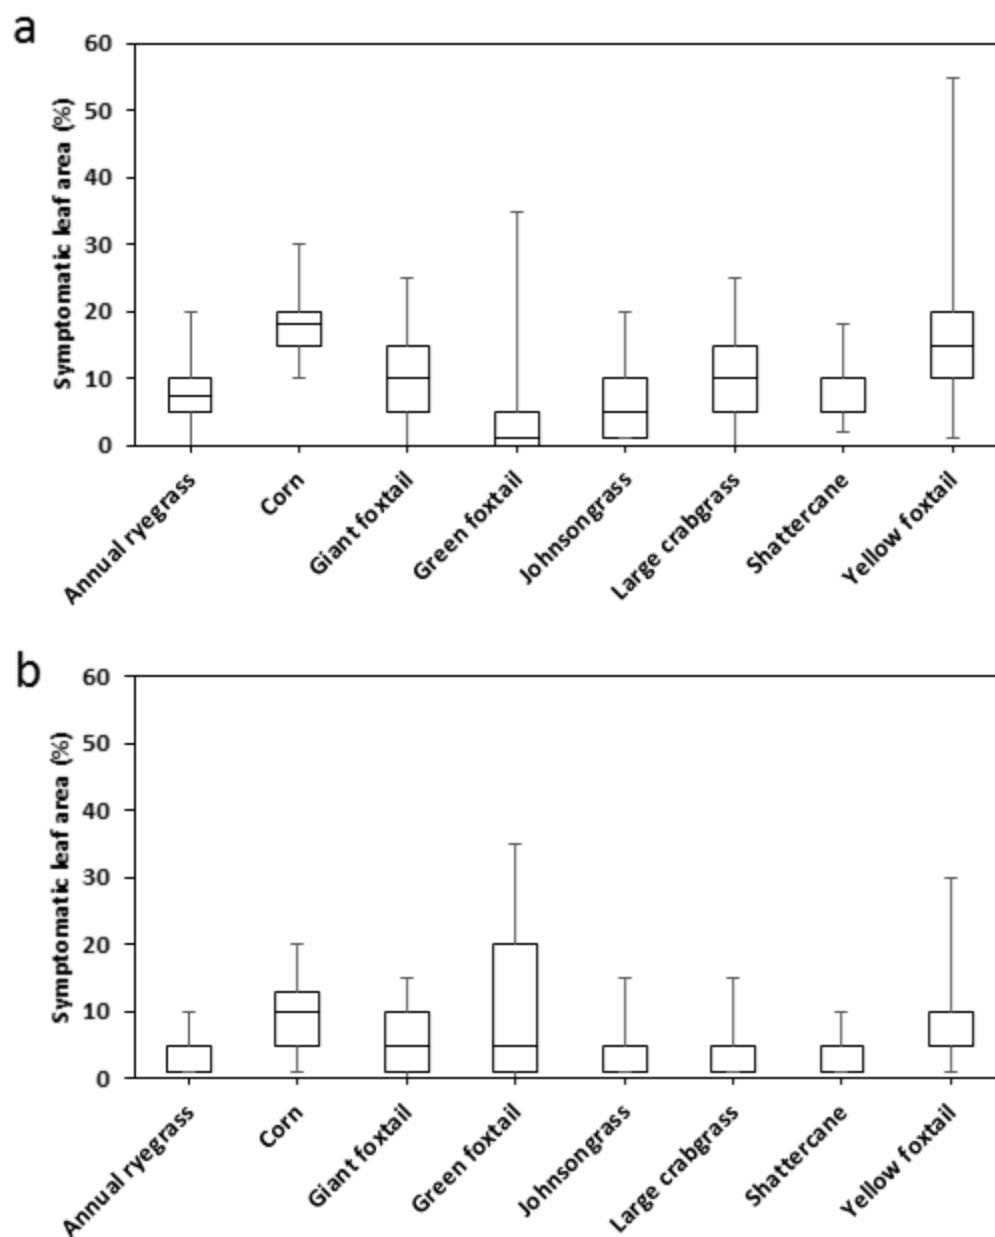 a
Symptomatic leaf area (%)
60
50
40
30
20
10
0
Annual ryegrass
Corn
Giant foxtail
Green foxtail
Johnsongrass
Large crabgrass
Shattercane
Yellow foxtail
b
Symptomatic leaf area (%)
60
50
40
30
20
10
0
Annual ryegrass
Corn
Giant foxtail
Green foxtail
Johnsongrass
Large crabgrass
Shattercane
Yellow foxtail